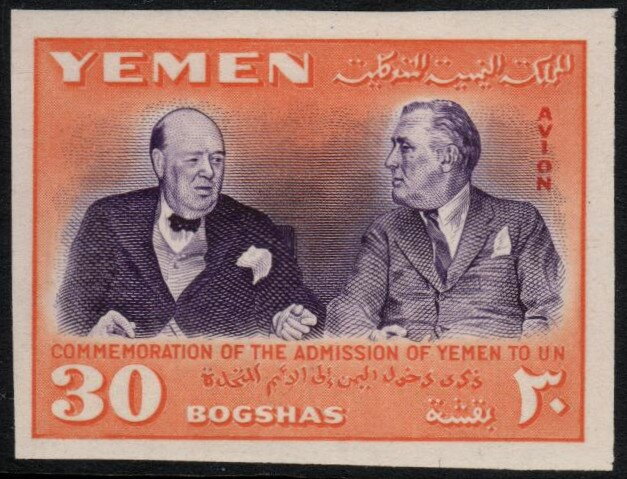 YEMEN
المملكة اليمنية المتوكلية
AVION
COMMEMORATION OF THE ADMISSION OF YEMEN TO UN
ذكرى دخول اليمن إلى الأمم المتحدة
30 BOGSHAS
بقشة ٣٠